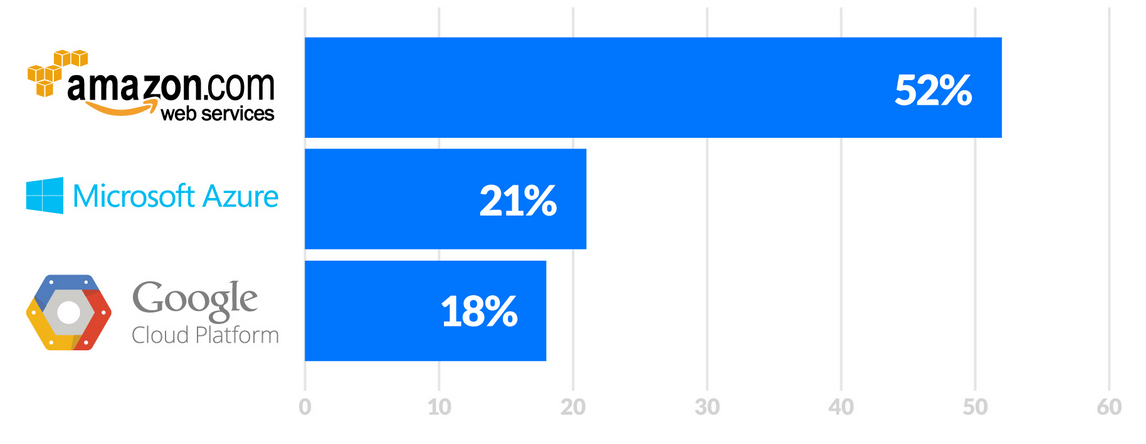 amazon.com
web services
52%
Microsoft Azure
21%
Google
Cloud Platform
18%
0 10 20 30 40 50 60